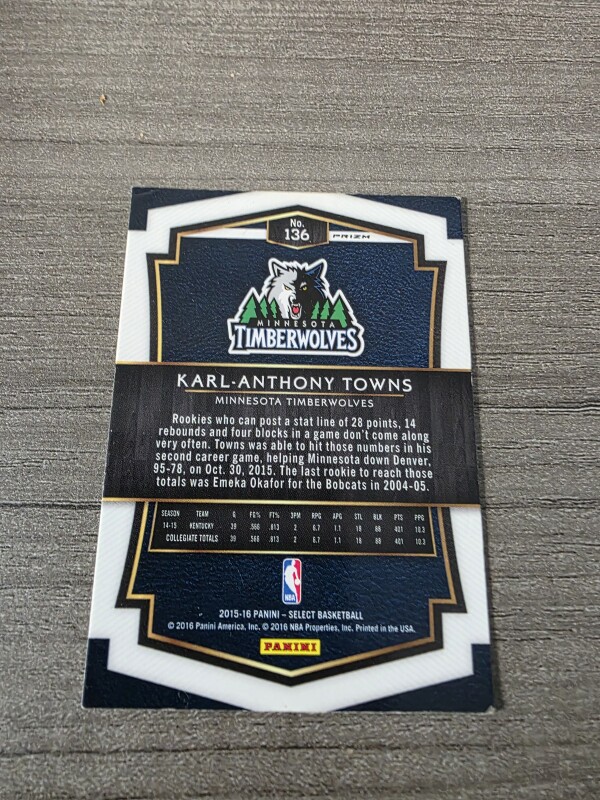 No.
136
PRIZM
MINNESOTA
TIMBERWOLVES
KARL-ANTHONY TOWNS
MINNESOTA TIMBERWOLVES
Rookies who can post a stat line of 28 points, 14
rebounds and four blocks in a game don't come along
very often. Towns was able to hit those numbers in his
second career game, helping Minnesota down Denver,
95-78, on Oct. 30, 2015. The last rookie to reach those
totals was Emeka Okafor for the Bobcats in 2004-05.
SEASON TEAM G FG% FT% 3PM RPG APG STL BLK PTS PPG
14-15 KENTUCKY 39 .566 .813 2 6.7 1.1 18 88 401 10.3
COLLEGIATE TOTALS 39 .566 .813 2 6.7 1.1 18 88 401 10.3
NBA
2015-16 PANINI – SELECT BASKETBALL
© 2016 Panini America, Inc. © 2016 NBA Properties, Inc. Printed in the USA.
PANINI